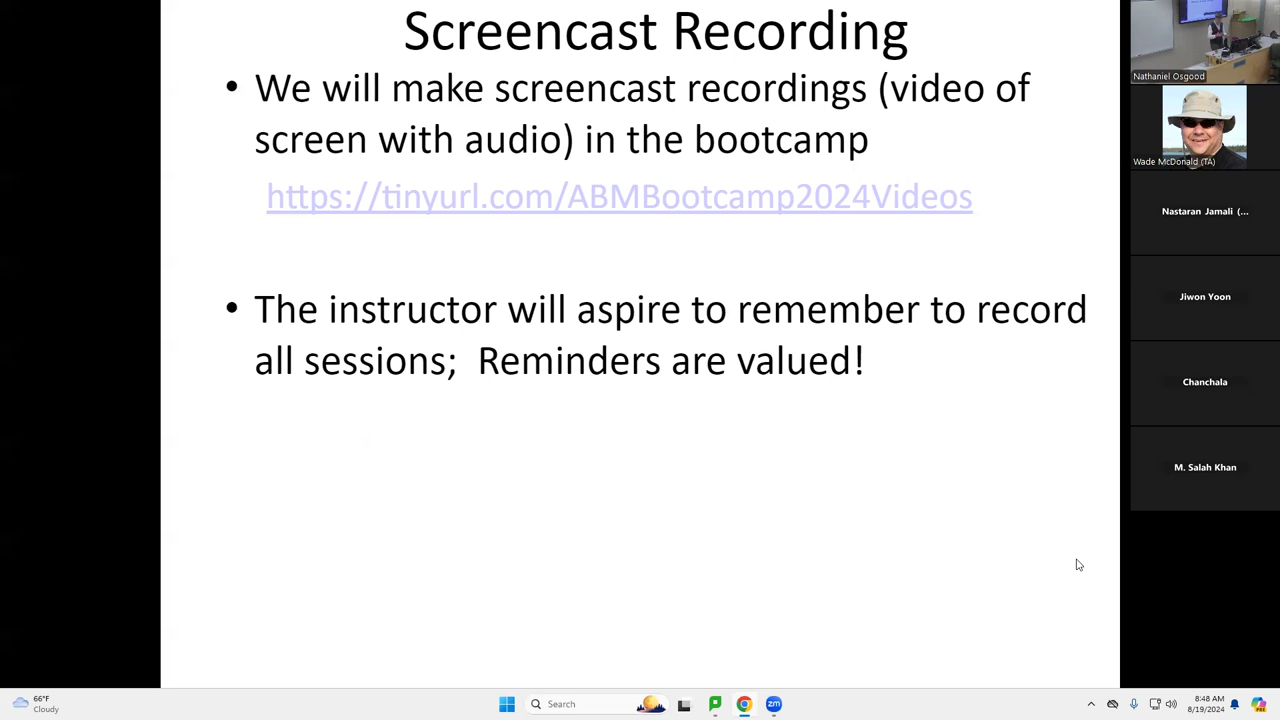 Screencast Recording
• We will make screencast recordings (video of
screen with audio) in the bootcamp
https://tinyurl.com/ABMBootcamp2024Videos
• The instructor will aspire to remember to record
all sessions;  Reminders are valued!
Nathaniel Osgood
Wade McDonald (TA)
Nastaran Jamali (...
Jiwon Yoon
Chanchala
M. Salah Khan
66°F
Cloudy
Search
zm
8:48 AM
8/19/2024